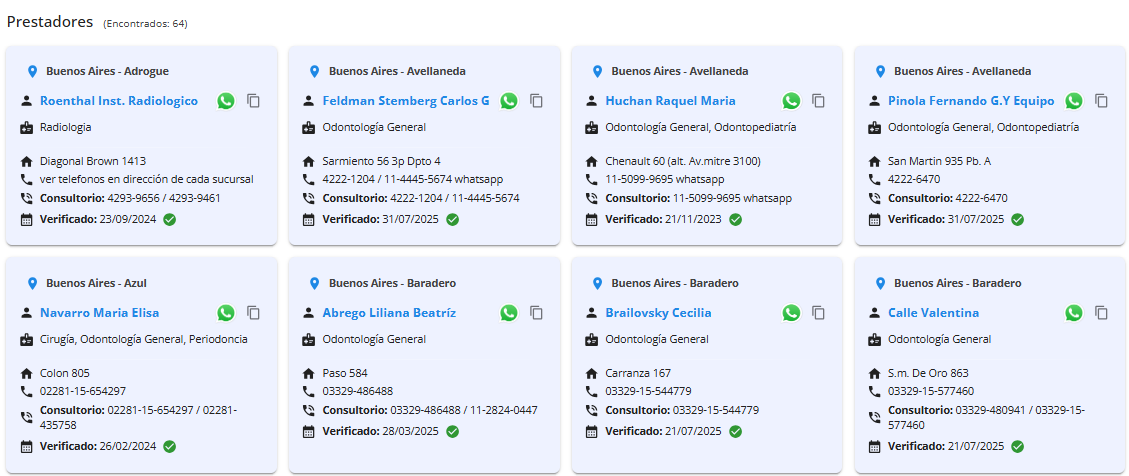 Prestadores (Encontrados: 64)
Buenos Aires - Adrogue
Roenthal Inst. Radiologico
Radiologia
Diagonal Brown 1413
ver telefonos en dirección de cada sucursal
Consultorio: 4293-9656 / 4293-9461
Verificado: 23/09/2024
Buenos Aires - Avellaneda
Feldman Stemberg Carlos G
Odontología General
Sarmiento 56 3p Dpto 4
4222-1204 / 11-4445-5674 whatsapp
Consultorio: 4222-1204 / 11-4445-5674
Verificado: 31/07/2025
Buenos Aires - Avellaneda
Huchan Raquel Maria
Odontología General, Odontopediatría
Chenault 60 (alt. Av.mitre 3100)
11-5099-9695 whatsapp
Consultorio: 11-5099-9695 whatsapp
Verificado: 21/11/2023
Buenos Aires - Avellaneda
Pinola Fernando G.Y Equipo
Odontología General, Odontopediatría
San Martin 935 Pb. A
4222-6470
Consultorio: 4222-6470
Verificado: 31/07/2025
Buenos Aires - Azul
Navarro Maria Elisa
Cirugía, Odontología General, Periodoncia
Colon 805
02281-15-654297
Consultorio: 02281-15-654297 / 02281-
435758
Verificado: 26/02/2024
Buenos Aires - Baradero
Abrego Liliana Beatríz
Odontología General
Paso 584
03329-486488
Consultorio: 03329-486488 / 11-2824-0447
Verificado: 28/03/2025
Buenos Aires - Baradero
Brailovsky Cecilia
Odontología General
Carranza 167
03329-15-544779
Consultorio: 03329-15-544779
Verificado: 21/07/2025
Buenos Aires - Baradero
Calle Valentina
Odontología General
S.m. De Oro 863
03329-15-577460
Consultorio: 03329-480941 / 03329-15-
577460
Verificado: 21/07/2025